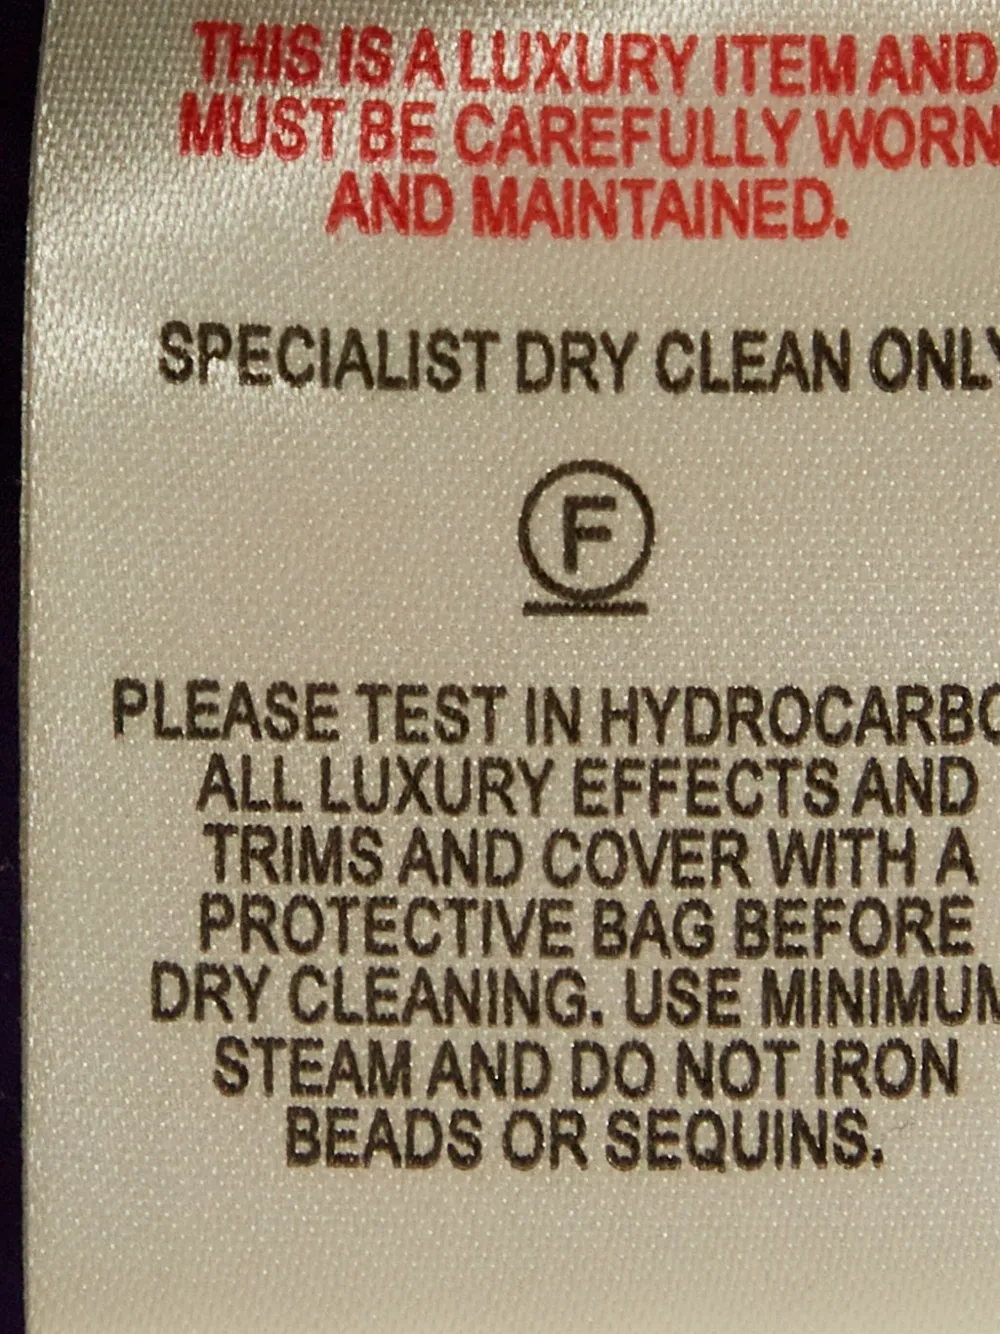 THIS IS A LUXURY ITEM AND
MUST BE CAREFULLY WORN
AND MAINTAINED.
SPECIALIST DRY CLEAN ONLY
F
PLEASE TEST IN HYDROCARBO
ALL LUXURY EFFECTS AND
TRIMS AND COVER WITH A
PROTECTIVE BAG BEFORE
DRY CLEANING. USE MINIMUM
STEAM AND DO NOT IRON
BEADS OR SEQUINS.